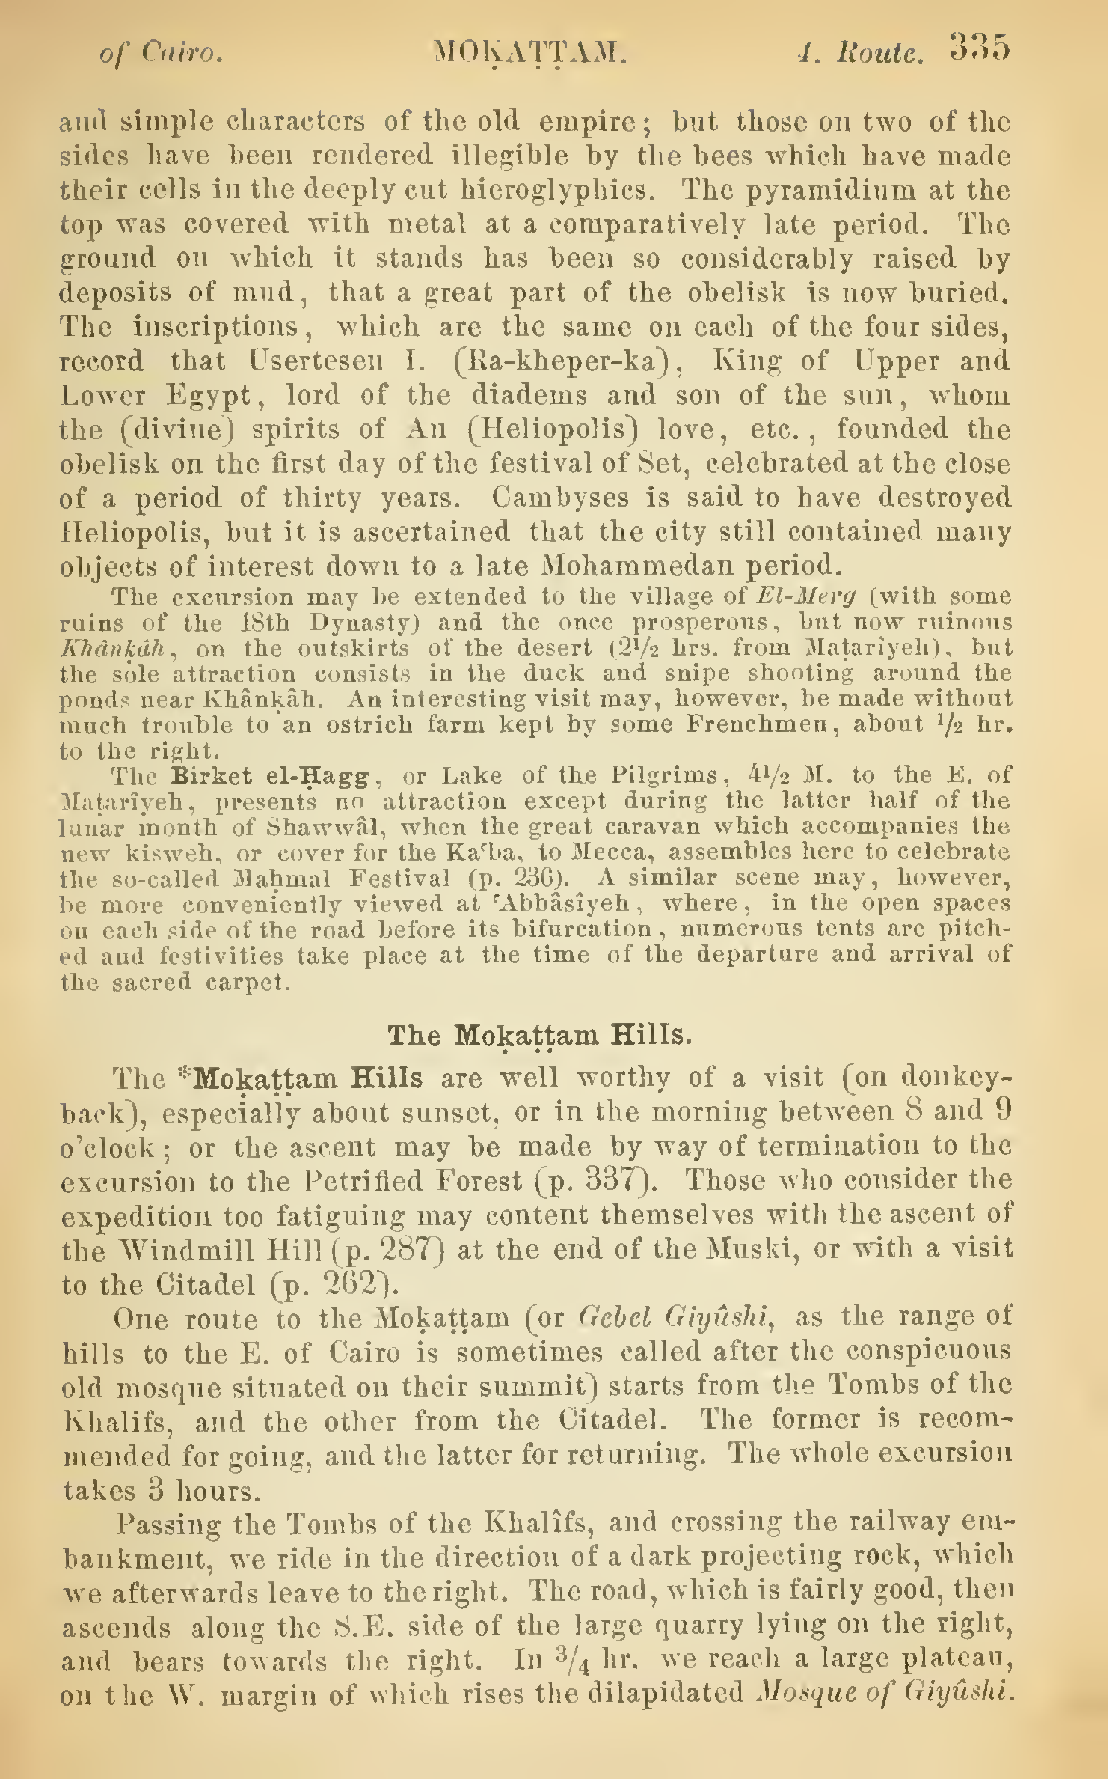 of Cairo. MOḲAṬṬAM. 4. Route. 335
and simple characters of the old empire; but those on two of the
sides have been rendered illegible by the bees which have made
their cells in the deeply cut hieroglyphics. The pyramidium at the
top was covered with metal at a comparatively late period. The
ground on which it stands has been so considerably raised by
deposits of mud, that a great part of the obelisk is now buried.
The inscriptions, which are the same on each of the four sides,
record that Usertesen I. (Ra-kheper-ka), King of Upper and
Lower Egypt, lord of the diadems and son of the sun, whom
the (divine) spirits of An (Heliopolis) love, etc., founded the
obelisk on the first day of the festival of Set, celebrated at the close
of a period of thirty years. Cambyses is said to have destroyed
Heliopolis, but it is ascertained that the city still contained many
objects of interest down to a late Mohammedan period.
The excursion may be extended to the village of El-Merg (with some
ruins of the 18th Dynasty) and the once prosperous, but now ruinous
Khânḳâh, on the outskirts of the desert (2½ hrs. from Maṭarîyeh), but
the sole attraction consists in the duck and snipe shooting around the
ponds near Khânḳâh. An interesting visit may, however, be made without
much trouble to an ostrich farm kept by some Frenchmen, about ½ hr.
to the right.
The Birket el-Ḥagg, or Lake of the Pilgrims, 4½ M. to the E. of
Maṭarîyeh, presents no attraction except during the latter half of the
lunar month of Shawwâl, when the great caravan which accompanies the
new kisweh, or cover for the Kaʿba, to Mecca, assembles here to celebrate
the so-called Maḥmal Festival (p. 236). A similar scene may, however,
be more conveniently viewed at ʿAbbâsîyeh, where, in the open spaces
on each side of the road before its bifurcation, numerous tents are pitch-
ed and festivities take place at the time of the departure and arrival of
the sacred carpet.
The Moḳaṭṭam Hills.
The *Moḳaṭṭam Hills are well worthy of a visit (on donkey-
back), especially about sunset, or in the morning between 8 and 9
o'clock; or the ascent may be made by way of termination to the
excursion to the Petrified Forest (p. 337). Those who consider the
expedition too fatiguing may content themselves with the ascent of
the Windmill Hill (p. 287) at the end of the Muski, or with a visit
to the Citadel (p. 262).
One route to the Moḳaṭṭam (or Gebel Giyûshi, as the range of
hills to the E. of Cairo is sometimes called after the conspicuous
old mosque situated on their summit) starts from the Tombs of the
Khalifs, and the other from the Citadel. The former is recom-
mended for going, and the latter for returning. The whole excursion
takes 3 hours.
Passing the Tombs of the Khalîfs, and crossing the railway em-
bankment, we ride in the direction of a dark projecting rock, which
we afterwards leave to the right. The road, which is fairly good, then
ascends along the S.E. side of the large quarry lying on the right,
and bears towards the right. In ¾ hr. we reach a large plateau,
on the W. margin of which rises the dilapidated Mosque of Giyûshi.